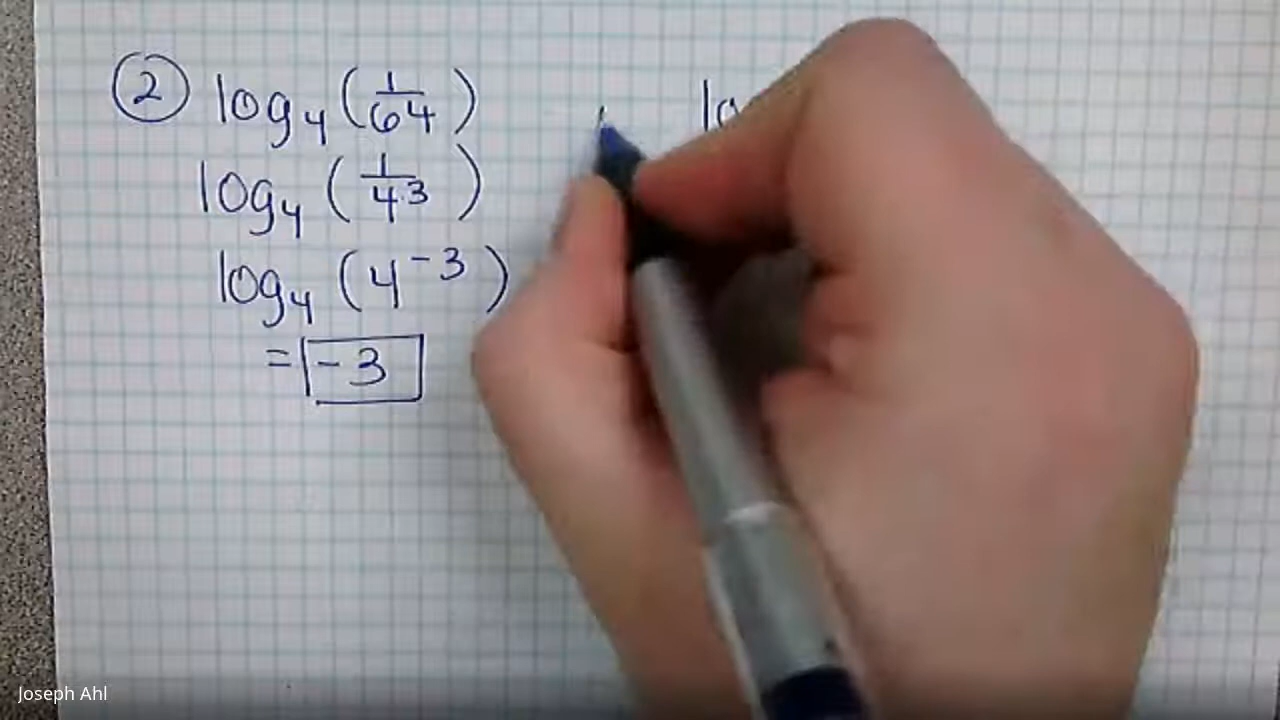 ② log₄(1/64)
log₄(1/4³)
log₄(4⁻³)
= -3
Joseph Ahl